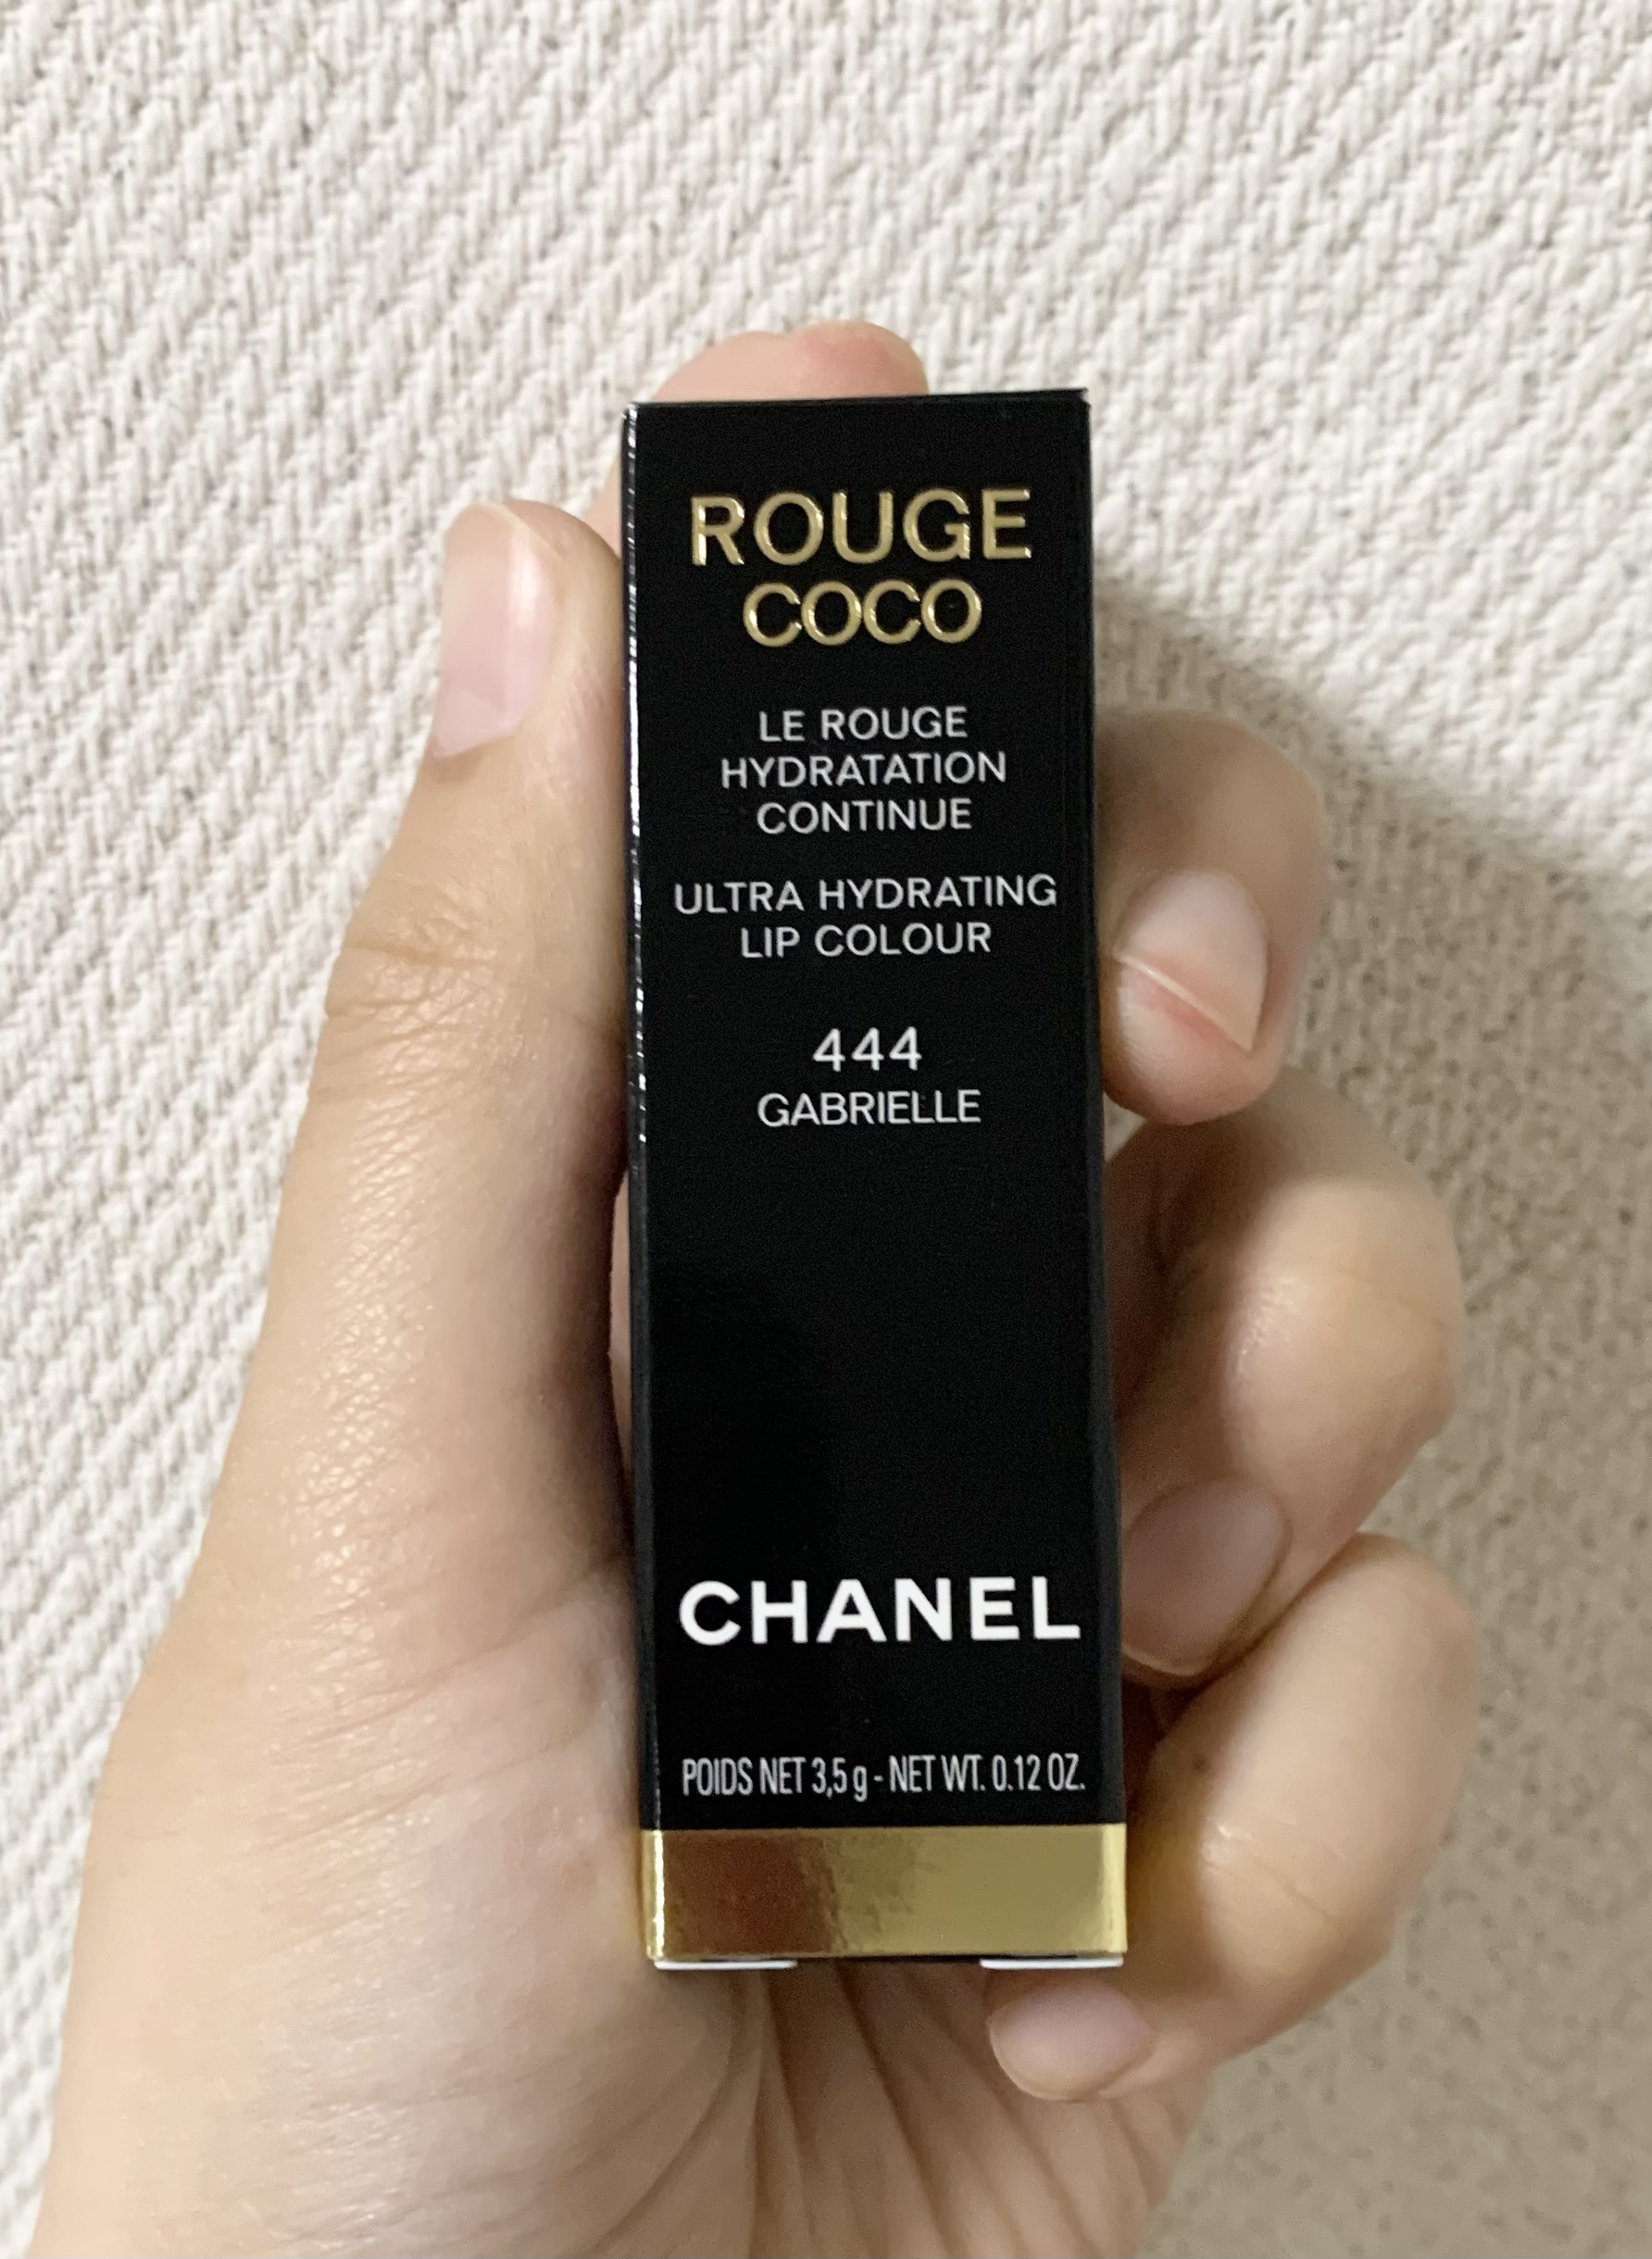 ROUGE
COCO
LE ROUGE
HYDRATATION
CONTINUE
ULTRA HYDRATING
LIP COLOUR
444
GABRIELLE
CHANEL
POIDS NET 3,5 g - NET WT. 0.12 OZ.